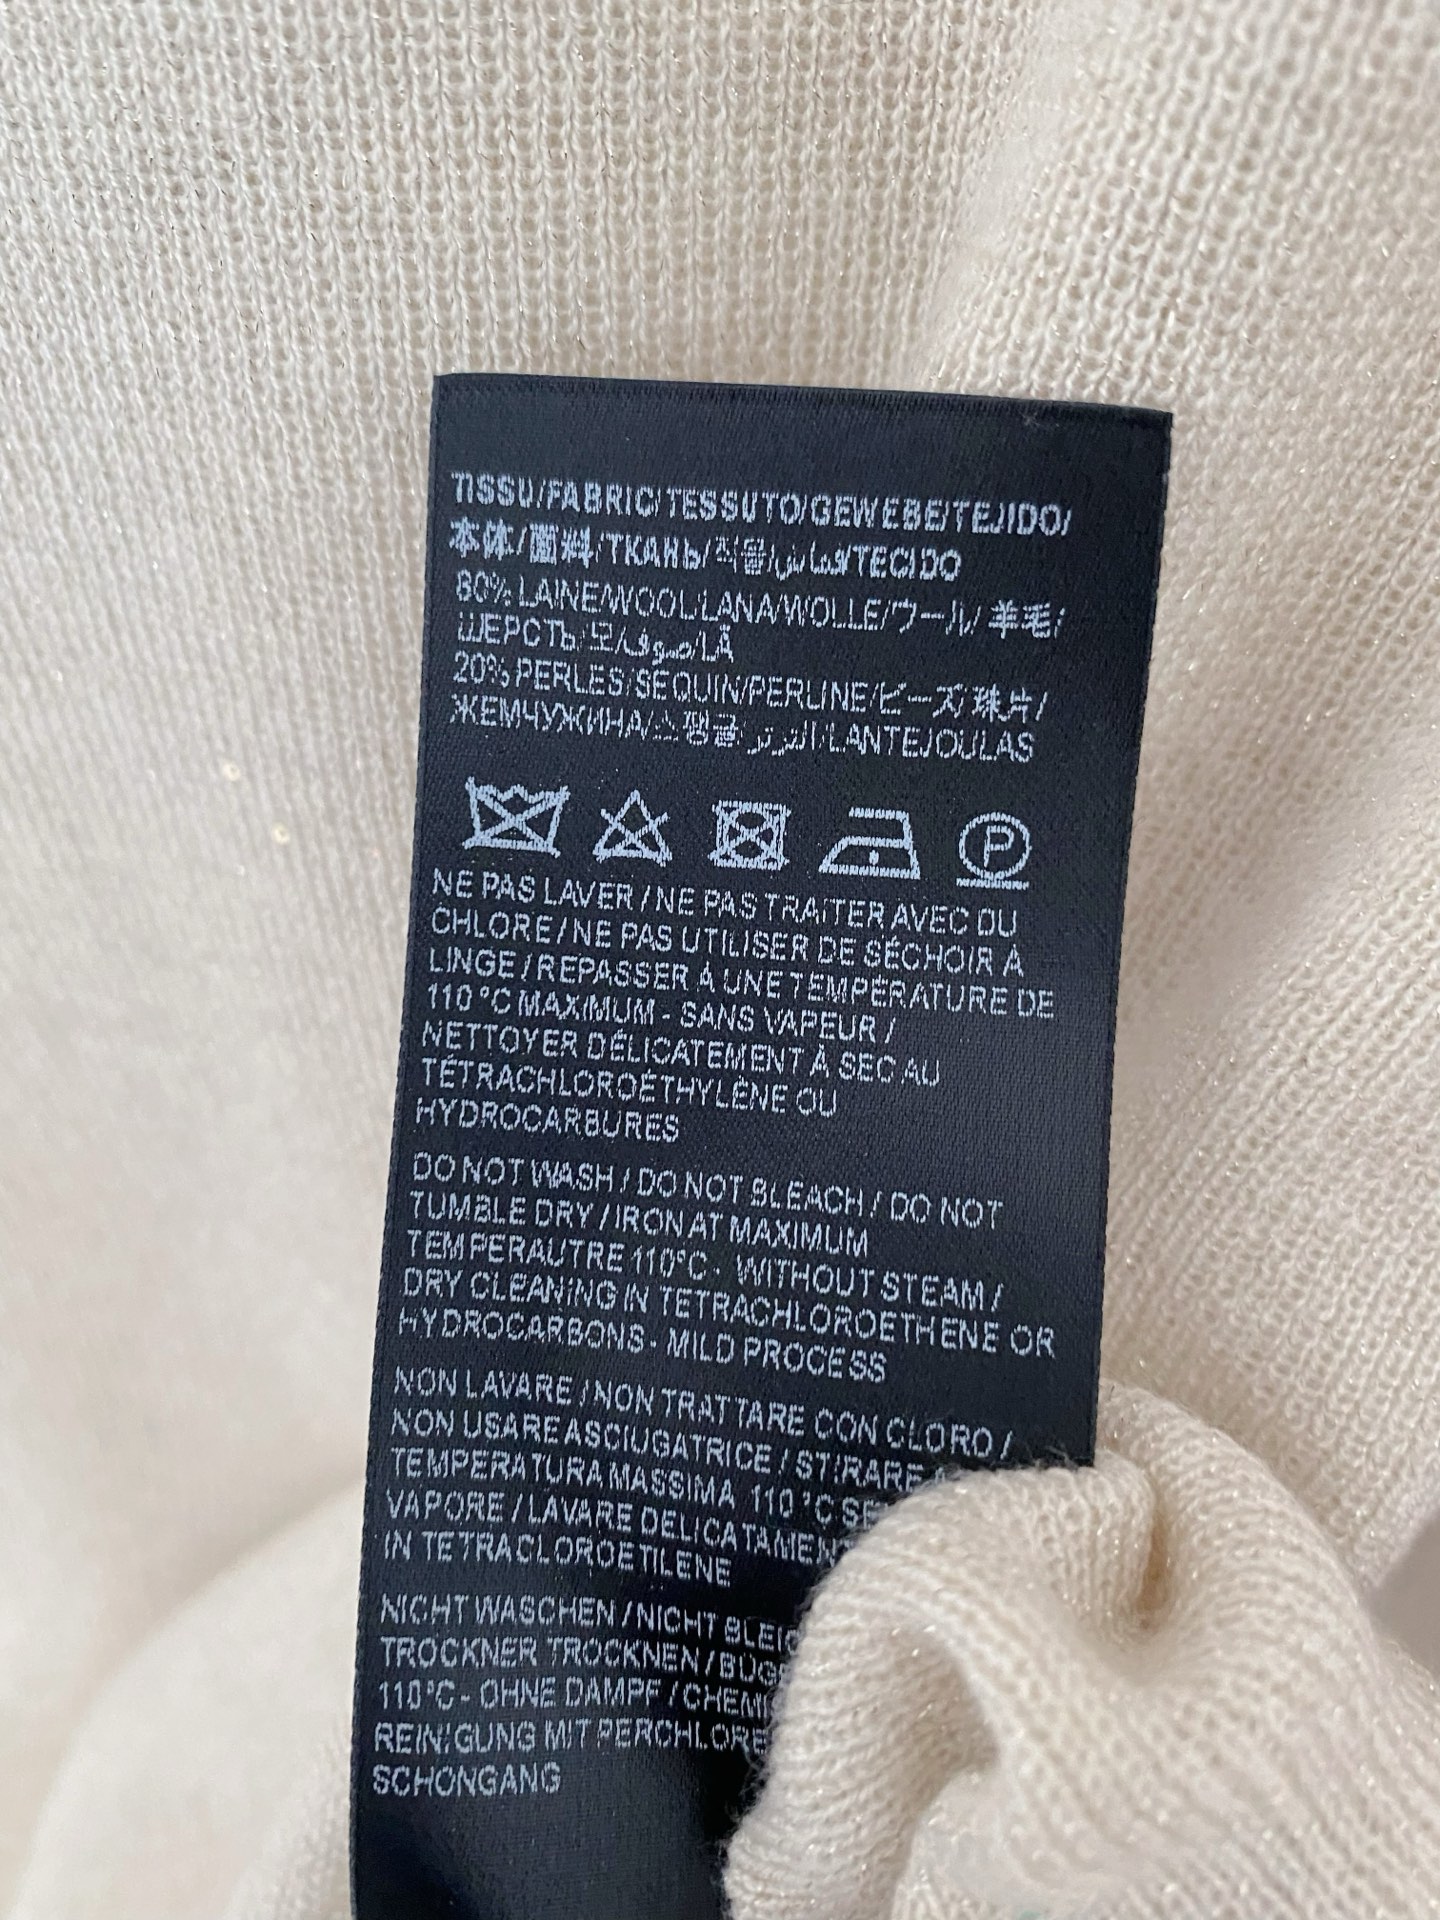 TISSU/FABRIC/TESSUTO/GEWEBE/TEJIDO/
本体/面料/ТКАНЬ/직물/قماش/TECIDO
80% LAINE/WOOL/LANA/WOLLE/ウール/羊毛/
ШЕРСТЬ/모/صوف/LÃ
20% PERLES/SEQUIN/PERLINE/ビーズ/珠片/
ЖЕМЧУЖИНА/스팽글/الترتر/LANTEJOULAS
P
NE PAS LAVER / NE PAS TRAITER AVEC DU
CHLORE / NE PAS UTILISER DE SÉCHOIR À
LINGE / REPASSER À UNE TEMPÉRATURE DE
110 °C MAXIMUM - SANS VAPEUR /
NETTOYER DÉLICATEMENT À SEC AU
TÉTRACHLOROÉTHYLÈNE OU
HYDROCARBURES
DO NOT WASH / DO NOT BLEACH / DO NOT
TUMBLE DRY / IRON AT MAXIMUM
TEMPERAUTRE 110°C - WITHOUT STEAM /
DRY CLEANING IN TETRACHLOROETHENE OR
HYDROCARBONS - MILD PROCESS
NON LAVARE / NON TRATTARE CON CLORO /
NON USARE ASCIUGATRICE / STIRARE A
TEMPERATURA MASSIMA 110 °C SE
VAPORE / LAVARE DELICATAMEN
IN TETRACLOROETILENE
NICHT WASCHEN / NICHT BLEIC
TROCKNER TROCKNEN / BÜG
110°C - OHNE DAMPF / CHEMI
REINIGUNG MIT PERCHLORE
SCHONGANG